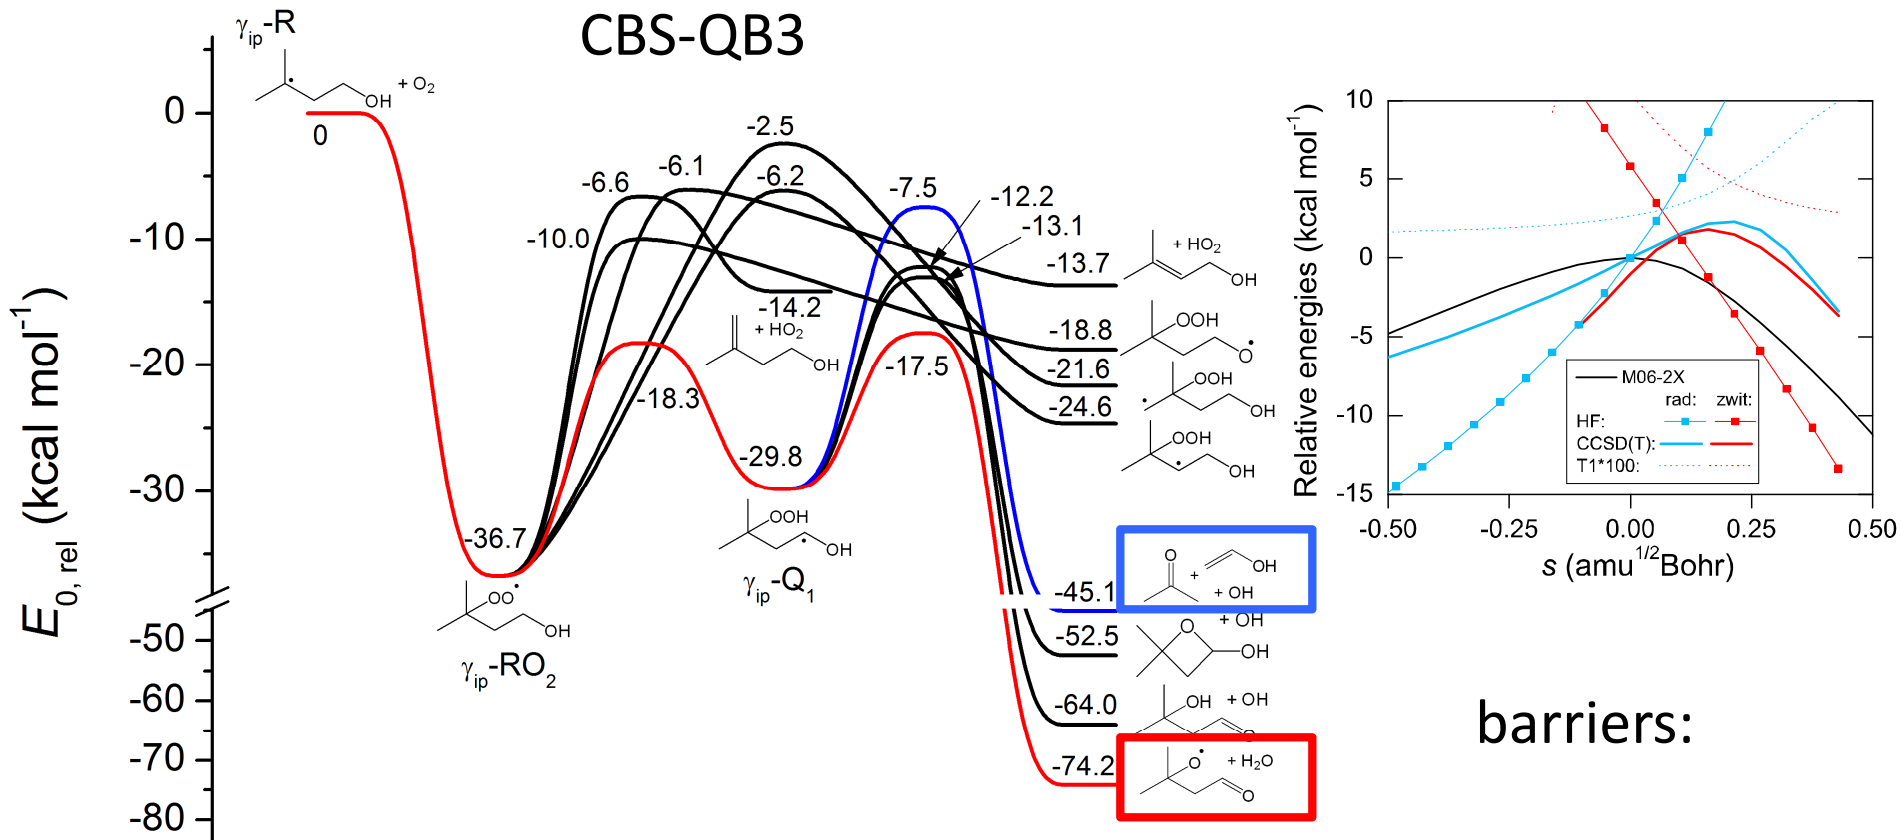 CBS-QB3
γip-R
OH
+ O2
E0, rel (kcal mol-1)
0
-10
-20
-30
-50
-60
-70
-80
0
-36.7
OO•
OH
γip-RO2
-6.6
-10.0
-6.1
-2.5
-6.2
-18.3
-14.2
+ HO2
OH
-29.8
OOH
OH
γip-Q1
-7.5
-12.2
-13.1
-17.5
-13.7
+ HO2
OH
-18.8
OOH
O•
-21.6
OOH
OH
-24.6
OOH
OH
-45.1
O
+
OH
+ OH
-52.5
+ OH
O
OH
-64.0
OH
+ OH
O
-74.2
O•
+ H2O
O
Relative energies (kcal mol-1)
10
5
0
-5
-10
-15
M06-2X
rad: zwit:
HF:
CCSD(T):
T1*100:
-0.50 -0.25 0.00 0.25 0.50
s (amu1/2Bohr)
barriers: